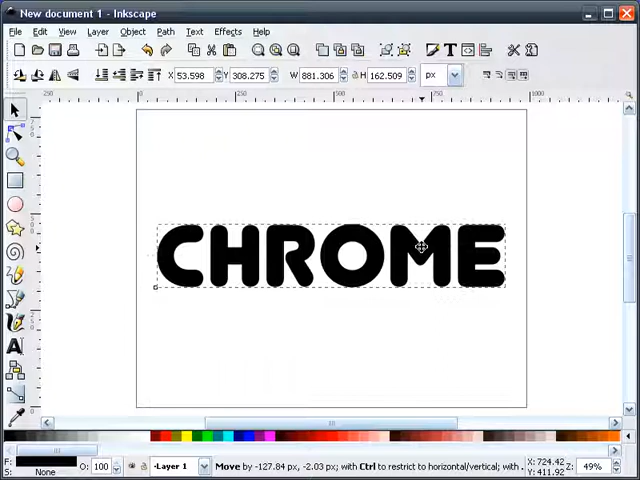 New document 1 - Inkscape
File Edit View Layer Object Path Text Effects Help
X 53.598 Y 308.275 W 881.306 H 162.509 px
250 0 250 500 750 1000
CHROME
F:
S: None O: 100 Layer 1 Move by -127.84 px, -2.03 px; with Ctrl to restrict to horizontal/vertical; with . X: 724.42 Y: 411.92 Z: 49%